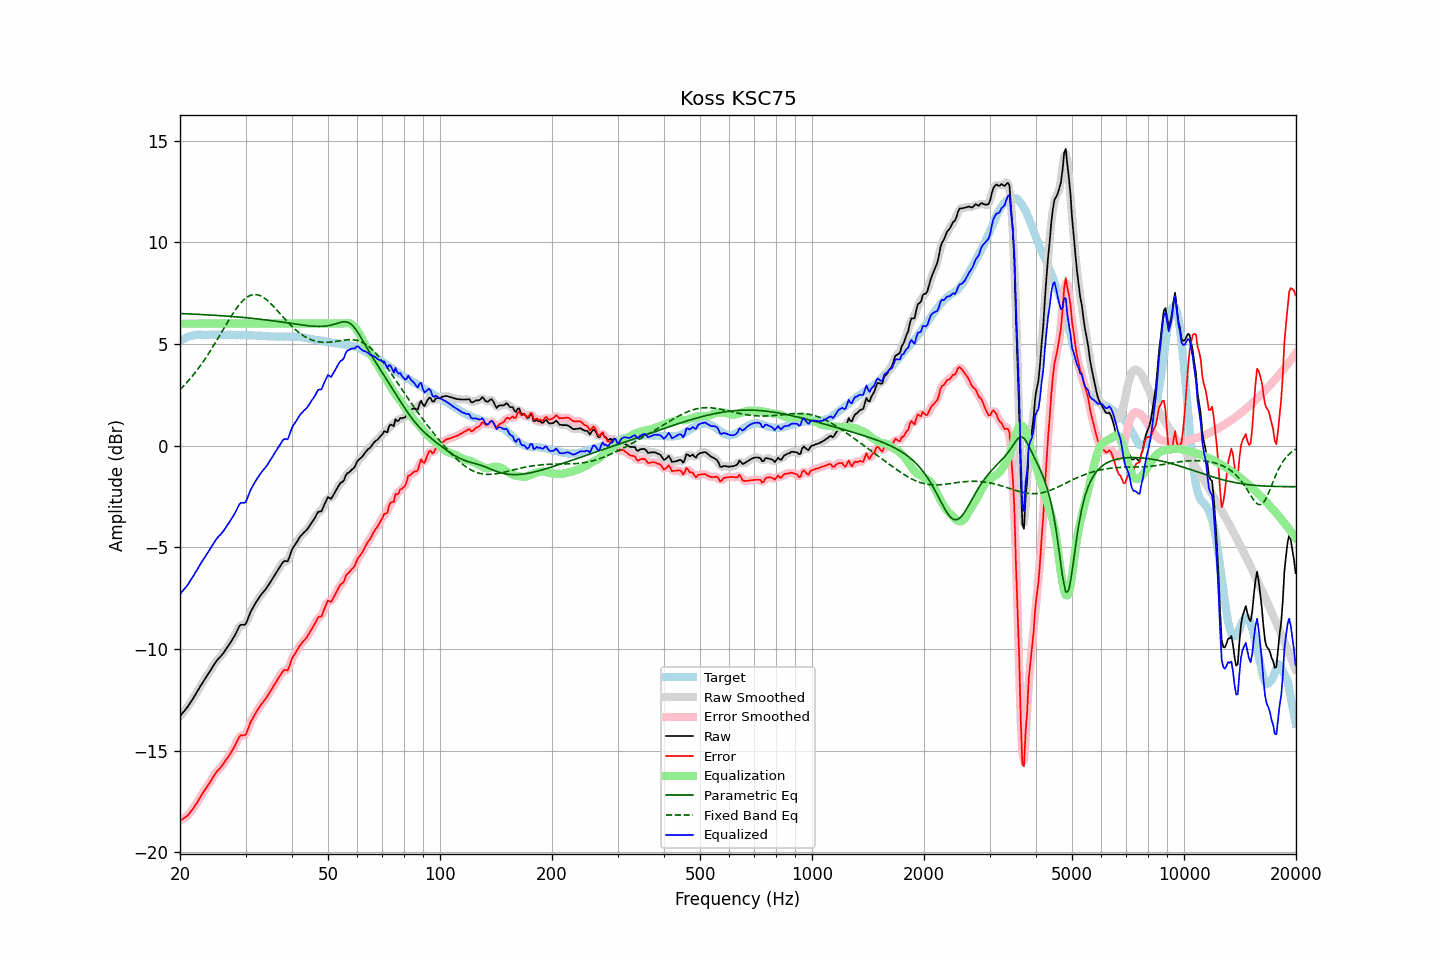 Koss KSC75
Amplitude (dBr)
15
10
5
0
−5
−10
−15
−20
Target
Raw Smoothed
Error Smoothed
Raw
Error
Equalization
Parametric Eq
Fixed Band Eq
Equalized
20 50 100 200 500 1000 2000 5000 10000 20000
Frequency (Hz)